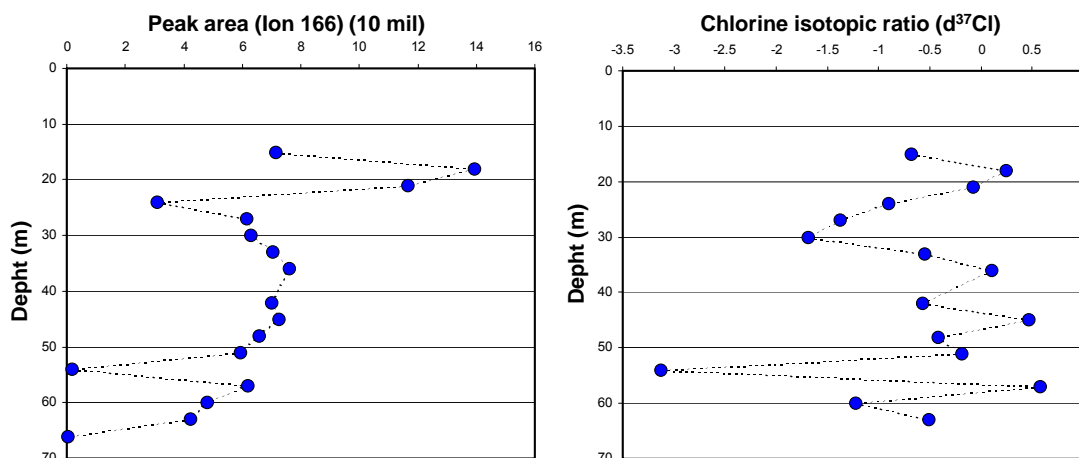 Peak area (Ion 166) (10 mil)
0 2 4 6 8 10 12 14 16
0
10
20
30
40
50
60
70
Depht (m)
Chlorine isotopic ratio (d³⁷Cl)
-3.5 -3 -2.5 -2 -1.5 -1 -0.5 0 0.5
0
10
20
30
40
50
60
70
Depht (m)